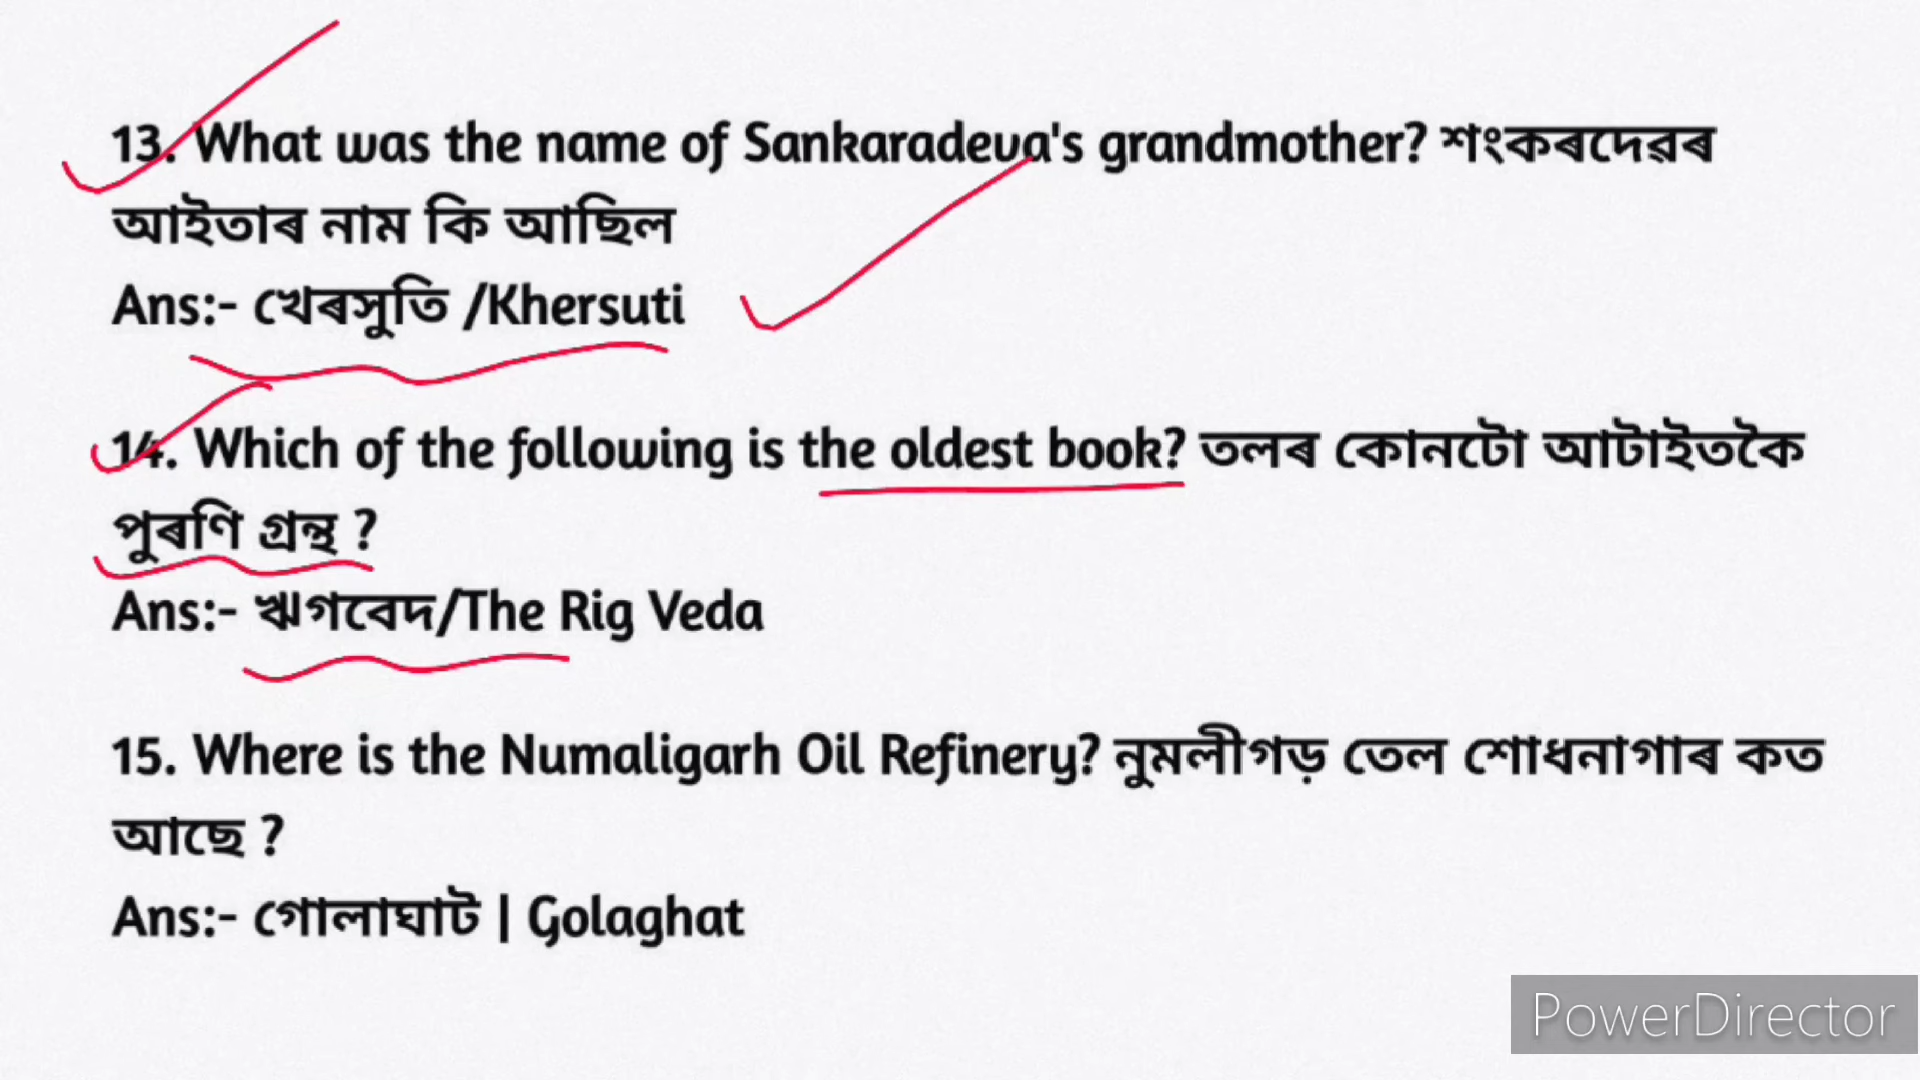 13. What was the name of Sankaradeva's grandmother? শংকৰদেৱৰ
আইতাৰ নাম কি আছিল
Ans:- খেৰসুতি /Khersuti
14. Which of the following is the oldest book? তলৰ কোনটো আটাইতকৈ
পুৰণি গ্ৰন্থ ?
Ans:- ঋগবেদ/The Rig Veda
15. Where is the Numaligarh Oil Refinery? নুমলীগড় তেল শোধনাগাৰ কত
আছে ?
Ans:- গোলাঘাট | Golaghat
PowerDirector